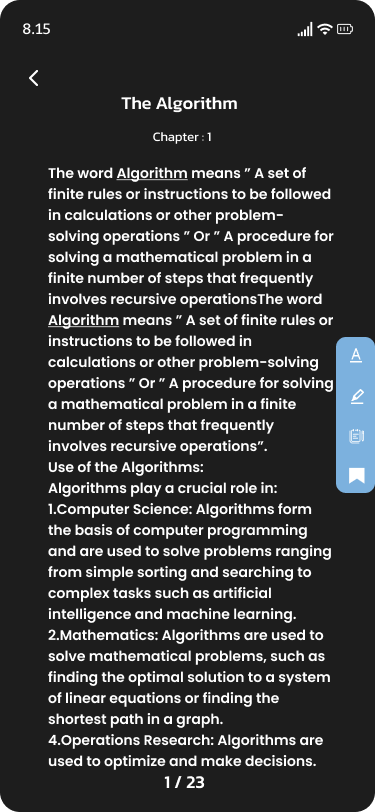 8.15
The Algorithm
Chapter : 1
The word Algorithm means ” A set of
finite rules or instructions to be followed
in calculations or other problem-
solving operations ” Or ” A procedure for
solving a mathematical problem in a
finite number of steps that frequently
involves recursive operationsThe word
Algorithm means ” A set of finite rules or
instructions to be followed in
calculations or other problem-solving
operations ” Or ” A procedure for solving
a mathematical problem in a finite
number of steps that frequently
involves recursive operations”.
Use of the Algorithms:
Algorithms play a crucial role in:
1.Computer Science: Algorithms form
the basis of computer programming
and are used to solve problems ranging
from simple sorting and searching to
complex tasks such as artificial
intelligence and machine learning.
2.Mathematics: Algorithms are used to
solve mathematical problems, such as
finding the optimal solution to a system
of linear equations or finding the
shortest path in a graph.
4.Operations Research: Algorithms are
used to optimize and make decisions.
1 / 23